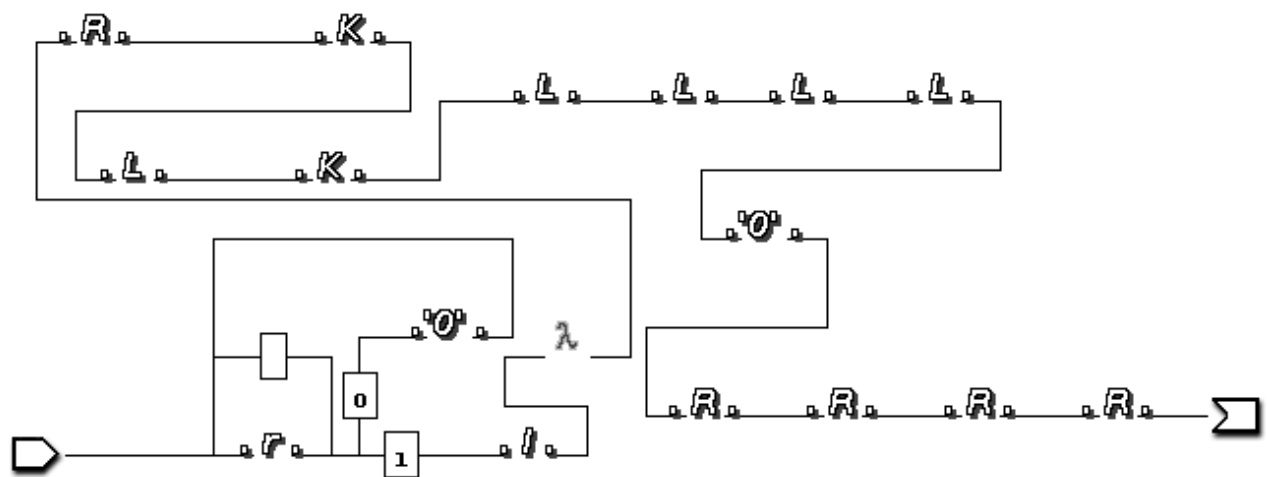 R K
L L L L
L K
'0'
'0' λ
0
R R R R
r 1 l